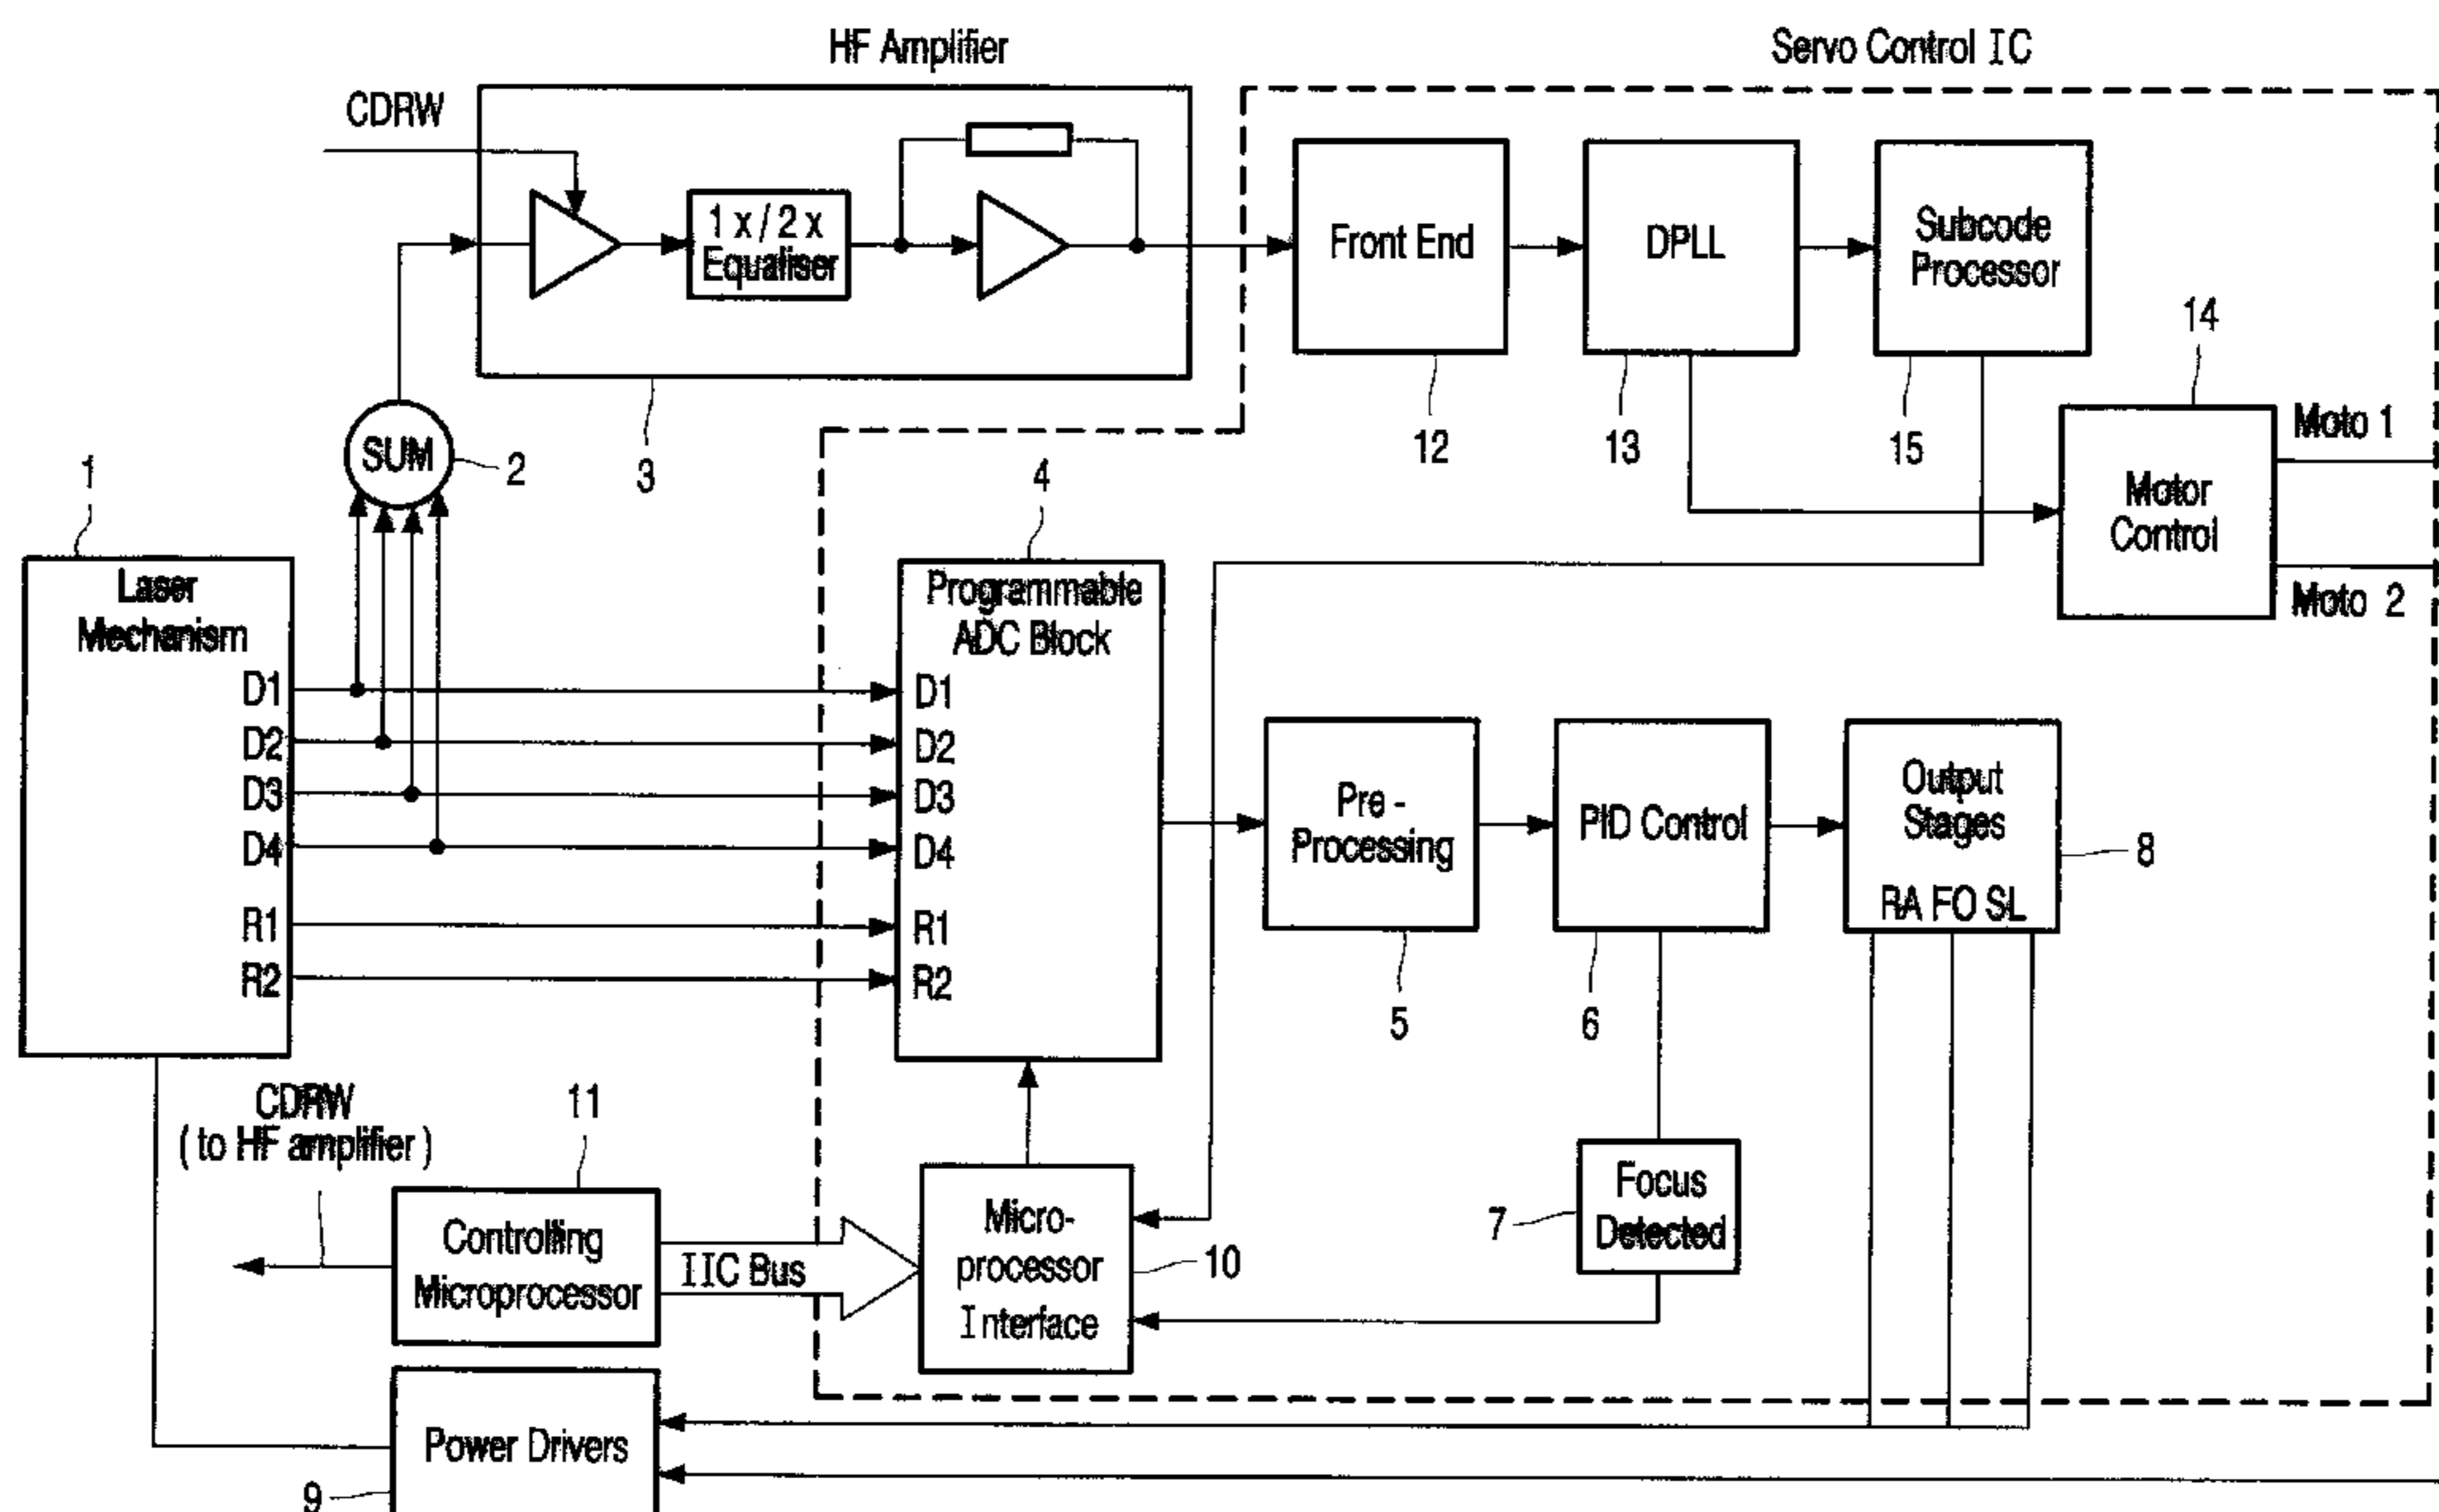 HF Amplifier
Servo Control IC
CDRW
1 x / 2 x
Equaliser
Front End
DPLL
Subcode
Processor
14
12
13
15
Moto 1
SUM
2
3
4
1
Motor
Control
Laser
Mechanism
Programmable
ADC Block
Moto 2
D1
D1
D2
D2
D3
D3
D4
D4
R1
R1
R2
R2
Pre -
Processing
PID Control
Output
Stages
8
RA FO SL
5
6
CDRW
( to HF amplifier )
11
Controlling
Microprocessor
IIC Bus
Micro-
processor
Interface
10
7
Focus
Detected
Power Drivers
9